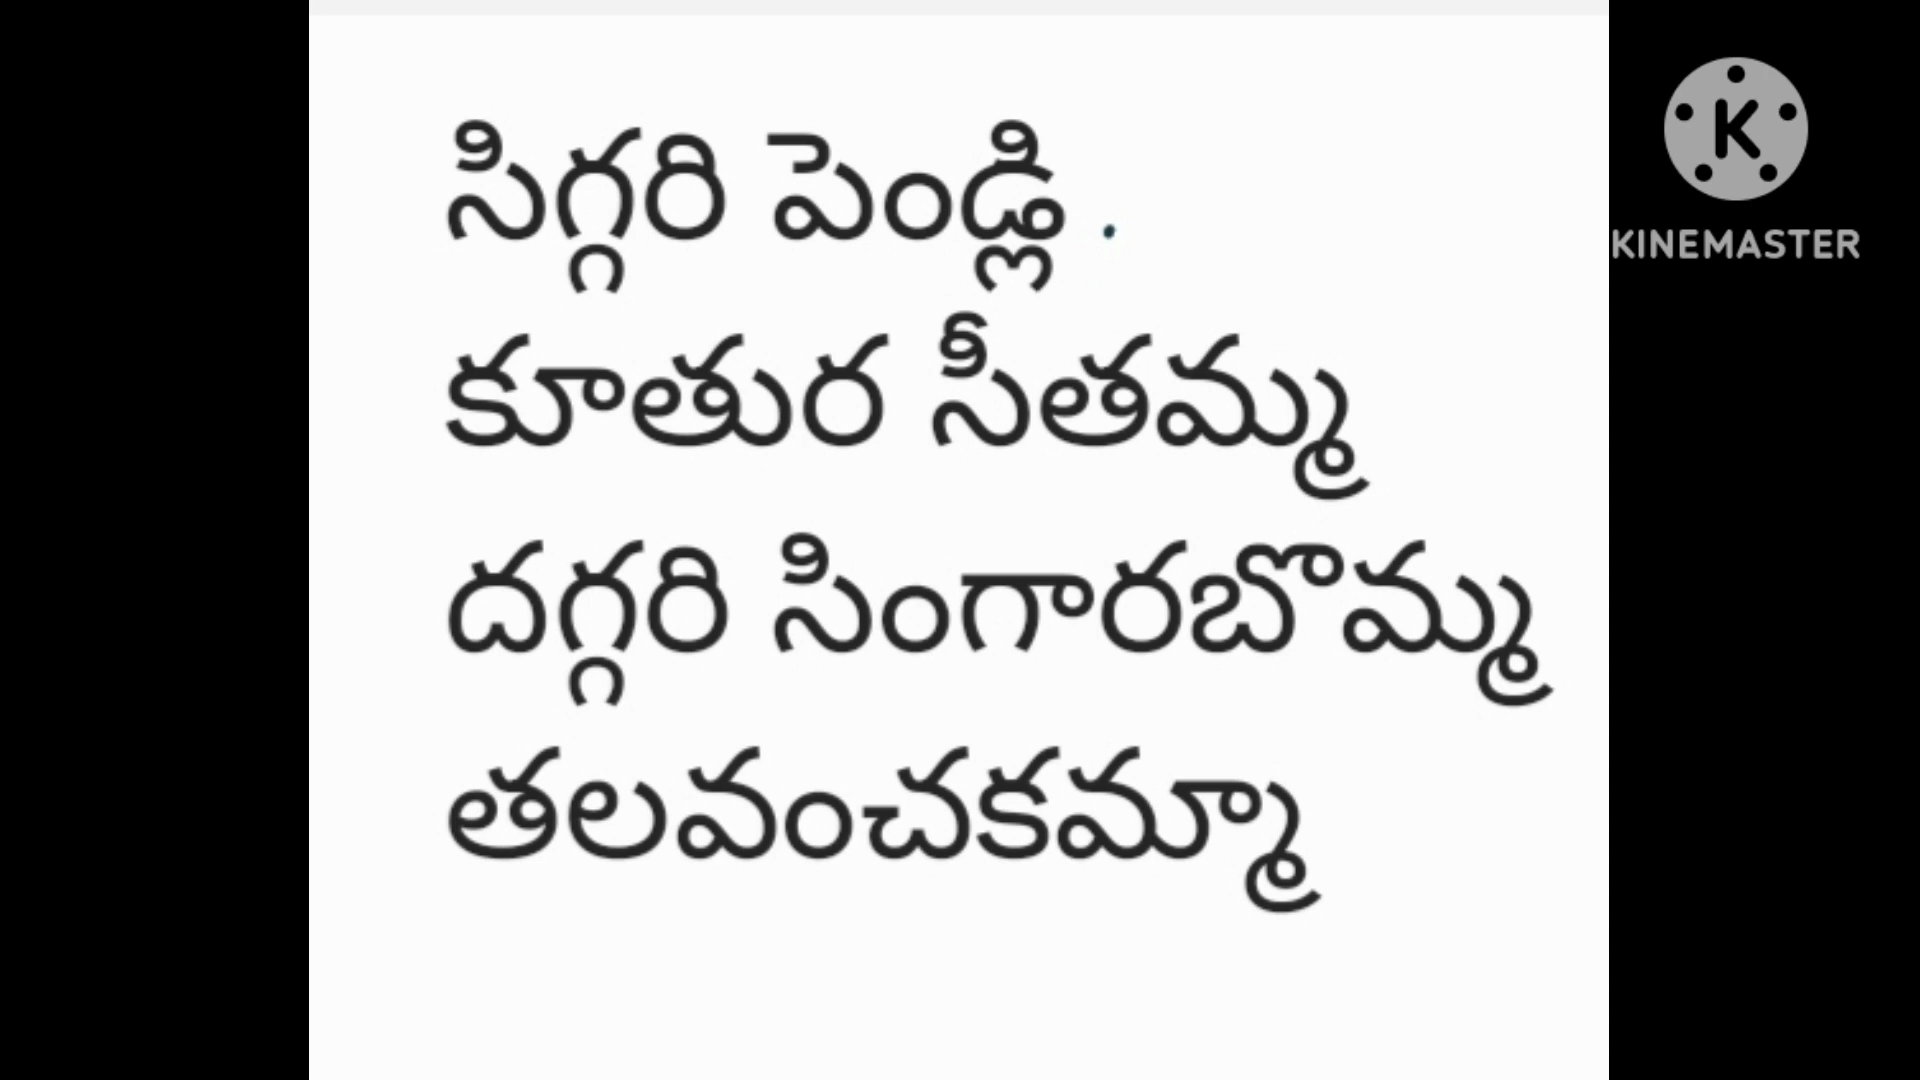 సిగ్గరి పెండ్లి .
కూతుర సీతమ్మ
దగ్గరి సింగారబొమ్మ
తలవంచకమ్మా
K
KINEMASTER